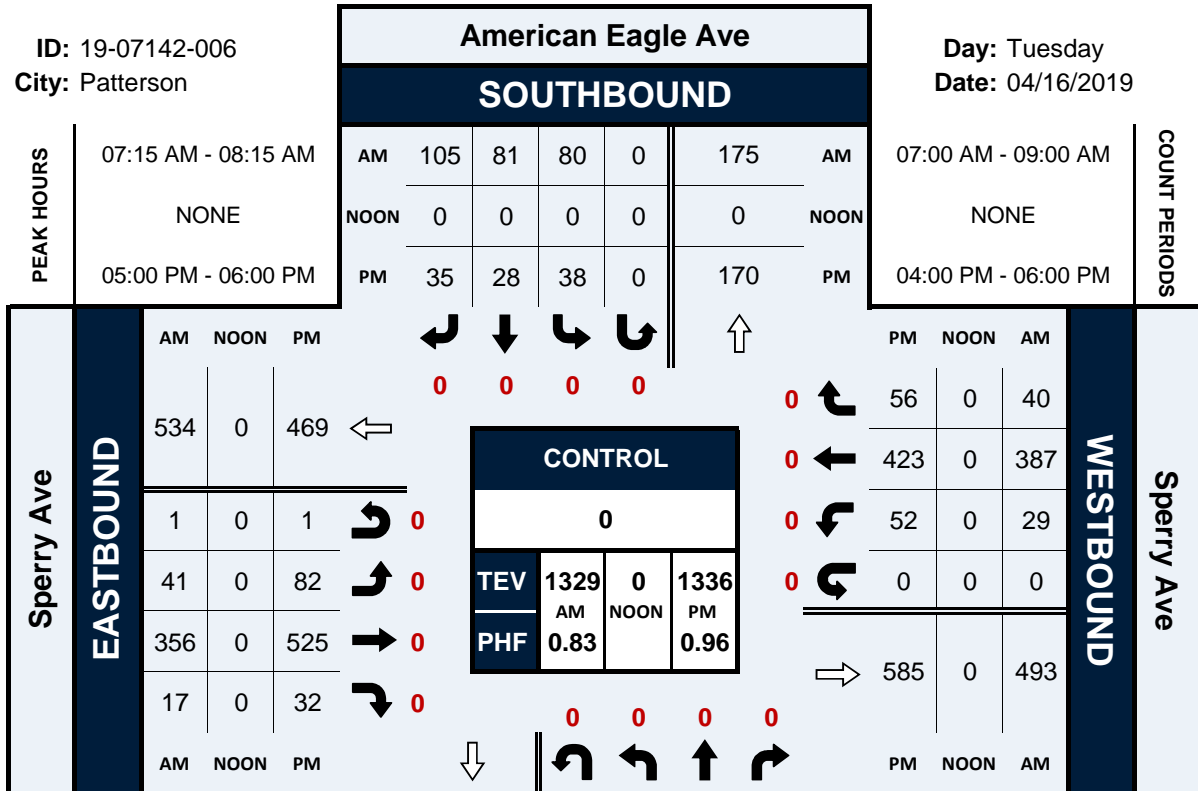 ID: 19-07142-006
City: Patterson
American Eagle Ave
SOUTHBOUND
Day: Tuesday
Date: 04/16/2019
PEAK HOURS
07:15 AM - 08:15 AM
NONE
05:00 PM - 06:00 PM
AM 105 81 80 0 175 AM
NOON 0 0 0 0 0 NOON
PM 35 28 38 0 170 PM
07:00 AM - 09:00 AM
NONE
04:00 PM - 06:00 PM
COUNT PERIODS
0 0 0 0
Sperry Ave
EASTBOUND
AM NOON PM
534 0 469
1 0 1 0
41 0 82 0
356 0 525 0
17 0 32 0
AM NOON PM
CONTROL
0
TEV 1329 0 1336
AM NOON PM
PHF 0.83 0.96
PM NOON AM
0 56 0 40
0 423 0 387
0 52 0 29
0 0 0 0
585 0 493
PM NOON AM
WESTBOUND
Sperry Ave
0 0 0 0